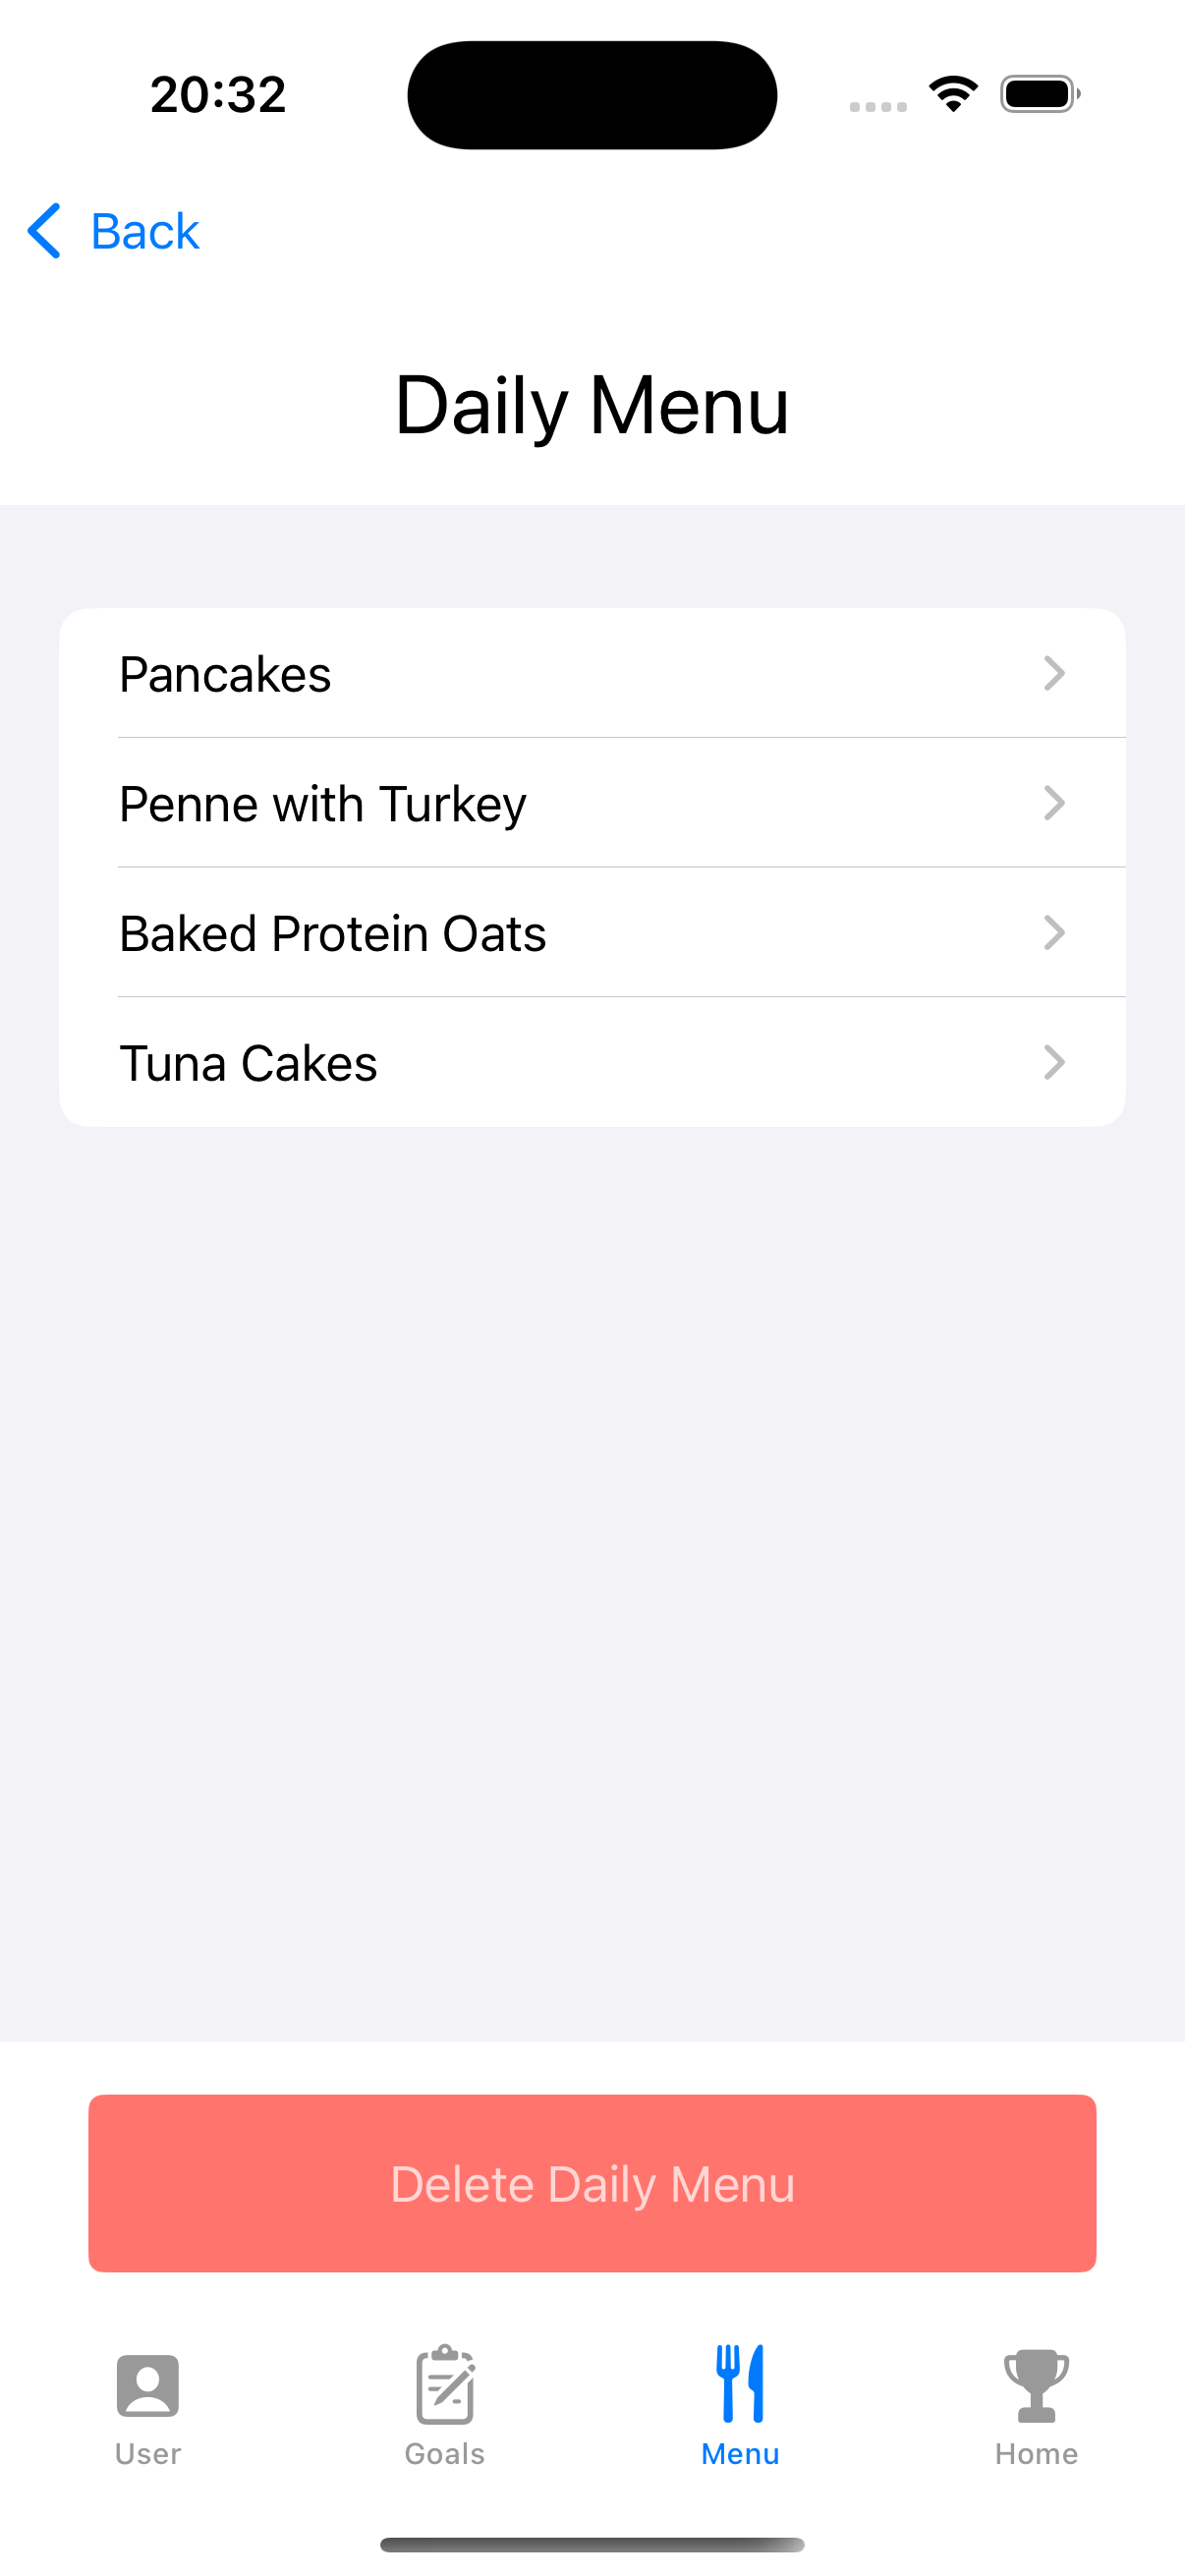 20:32
Back
Daily Menu
Pancakes
Penne with Turkey
Baked Protein Oats
Tuna Cakes
Delete Daily Menu
User
Goals
Menu
Home